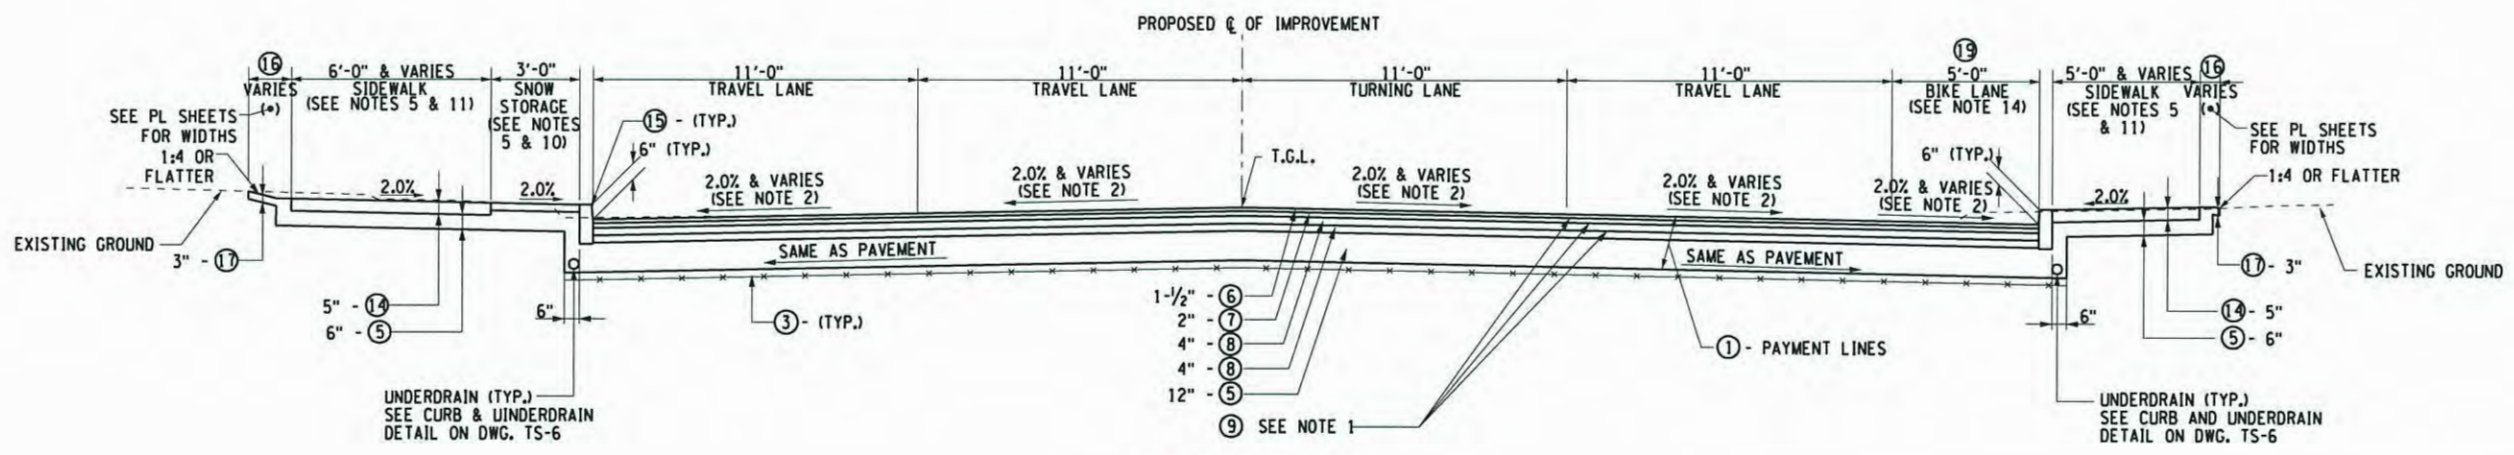 PROPOSED ℄ OF IMPROVEMENT
16
VARIES
(•)
6'-0" & VARIES
SIDEWALK
(SEE NOTES 5 & 11)
3'-0"
SNOW
STORAGE
(SEE NOTES
5 & 10)
11'-0"
TRAVEL LANE
11'-0"
TRAVEL LANE
11'-0"
TURNING LANE
11'-0"
TRAVEL LANE
19
5'-0"
BIKE LANE
(SEE NOTE 14)
5'-0" & VARIES
SIDEWALK
(SEE NOTES 5
& 11)
16
VARIES
(•)
SEE PL SHEETS
FOR WIDTHS
1:4 OR
FLATTER
15 - (TYP.)
6" (TYP.)
T.G.L.
6" (TYP.)
SEE PL SHEETS
FOR WIDTHS
1:4 OR FLATTER
2.0%
2.0%
2.0% & VARIES
(SEE NOTE 2)
2.0% & VARIES
(SEE NOTE 2)
2.0% & VARIES
(SEE NOTE 2)
2.0% & VARIES
(SEE NOTE 2)
2.0% & VARIES
(SEE NOTE 2)
2.0%
EXISTING GROUND
3" - 17
SAME AS PAVEMENT
SAME AS PAVEMENT
17 - 3"
EXISTING GROUND
5" - 14
6" - 5
6"
3 - (TYP.)
1-1/2" - 6
2" - 7
4" - 8
4" - 8
12" - 5
9 SEE NOTE 1
1 - PAYMENT LINES
6"
14 - 5"
5 - 6"
UNDERDRAIN (TYP.)
SEE CURB & UINDERDRAIN
DETAIL ON DWG. TS-6
UNDERDRAIN (TYP.)
SEE CURB AND UNDERDRAIN
DETAIL ON DWG. TS-6